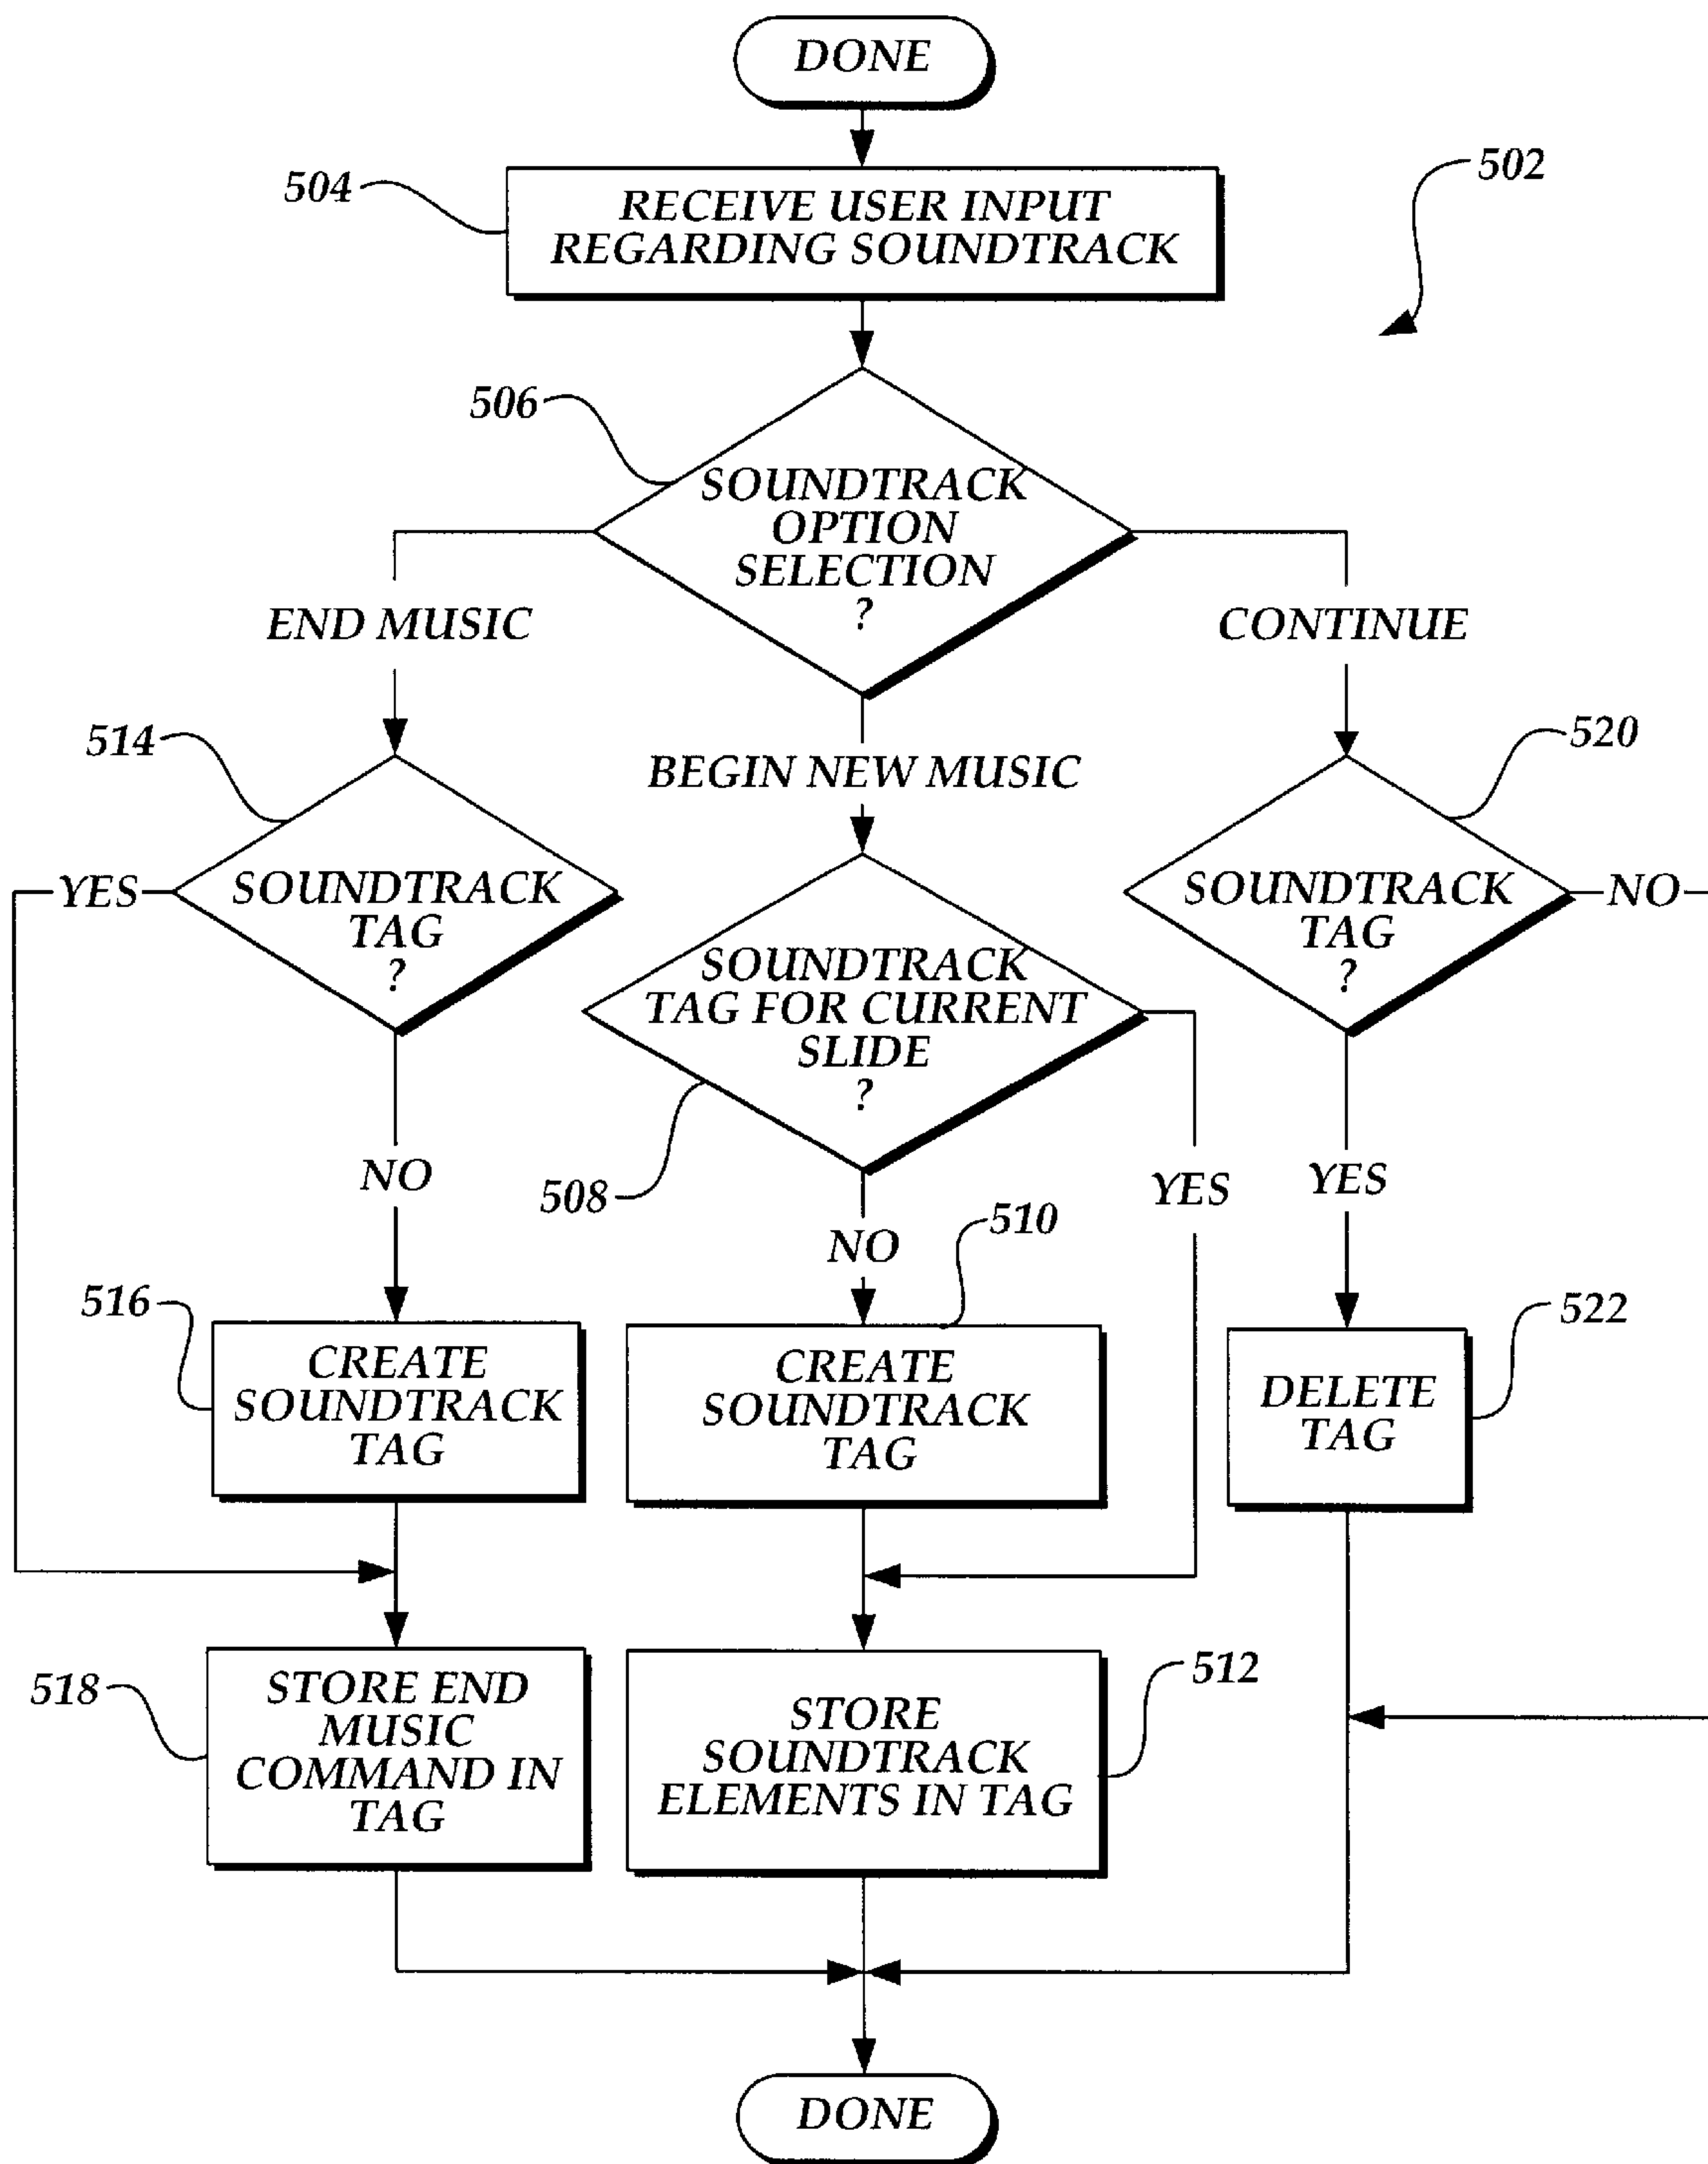 DONE
504
RECEIVE USER INPUT
REGARDING SOUNDTRACK
502
506
SOUNDTRACK
OPTION
SELECTION
?
END MUSIC
BEGIN NEW MUSIC
CONTINUE
514
SOUNDTRACK
TAG
?
YES
NO
508
SOUNDTRACK
TAG FOR CURRENT
SLIDE
?
NO
YES
520
SOUNDTRACK
TAG
?
NO
YES
516
CREATE
SOUNDTRACK
TAG
510
CREATE
SOUNDTRACK
TAG
522
DELETE
TAG
518
STORE END
MUSIC
COMMAND IN
TAG
512
STORE
SOUNDTRACK
ELEMENTS IN TAG
DONE